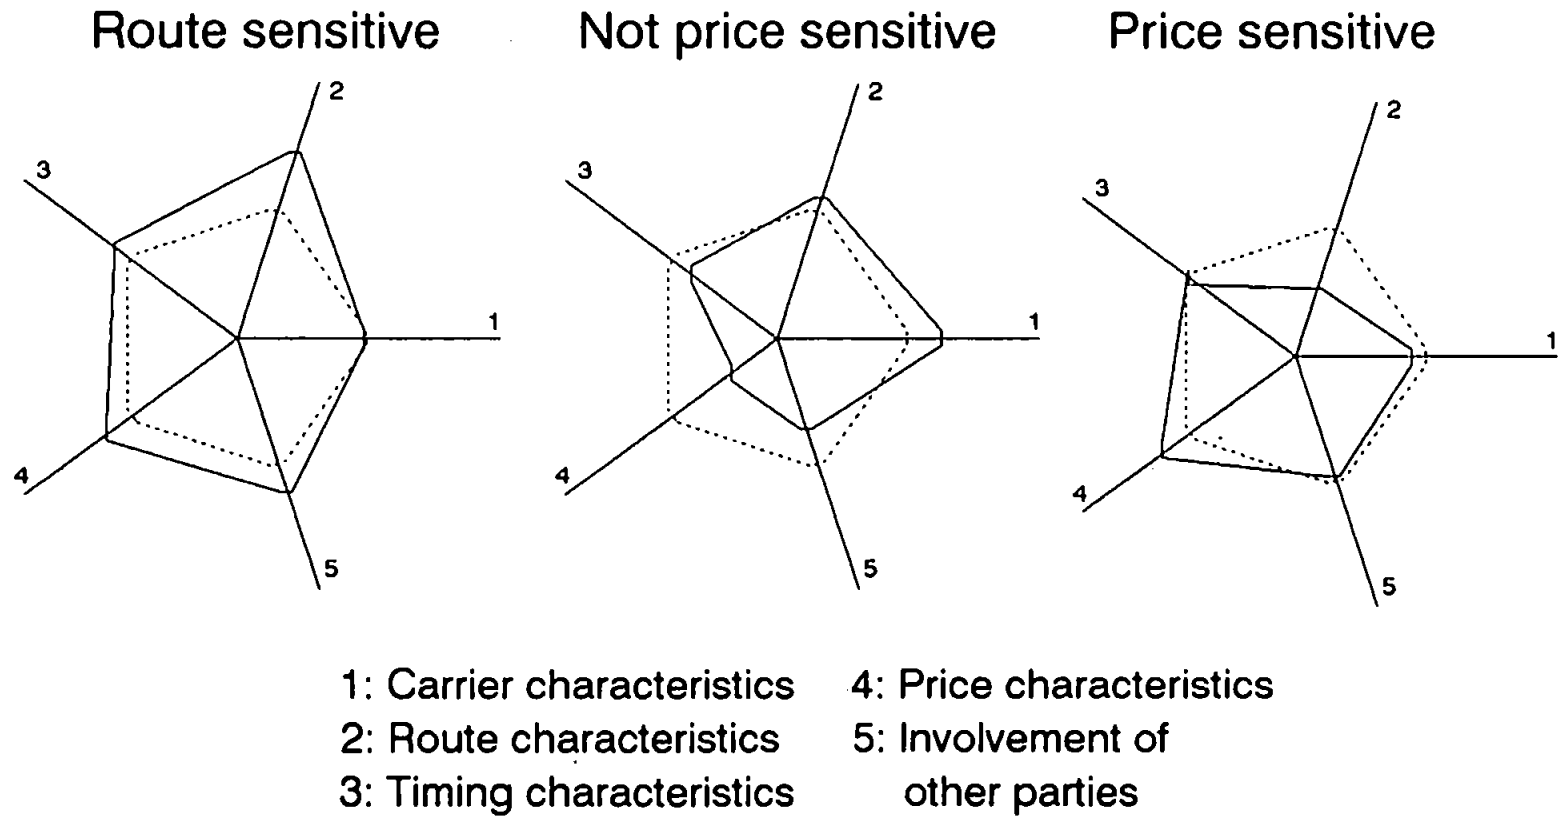 Route sensitive
Not price sensitive
Price sensitive
2
3
1
4
5
2
3
1
4
5
2
3
1
4
5
1: Carrier characteristics
2: Route characteristics
3: Timing characteristics
4: Price characteristics
5: Involvement of
other parties